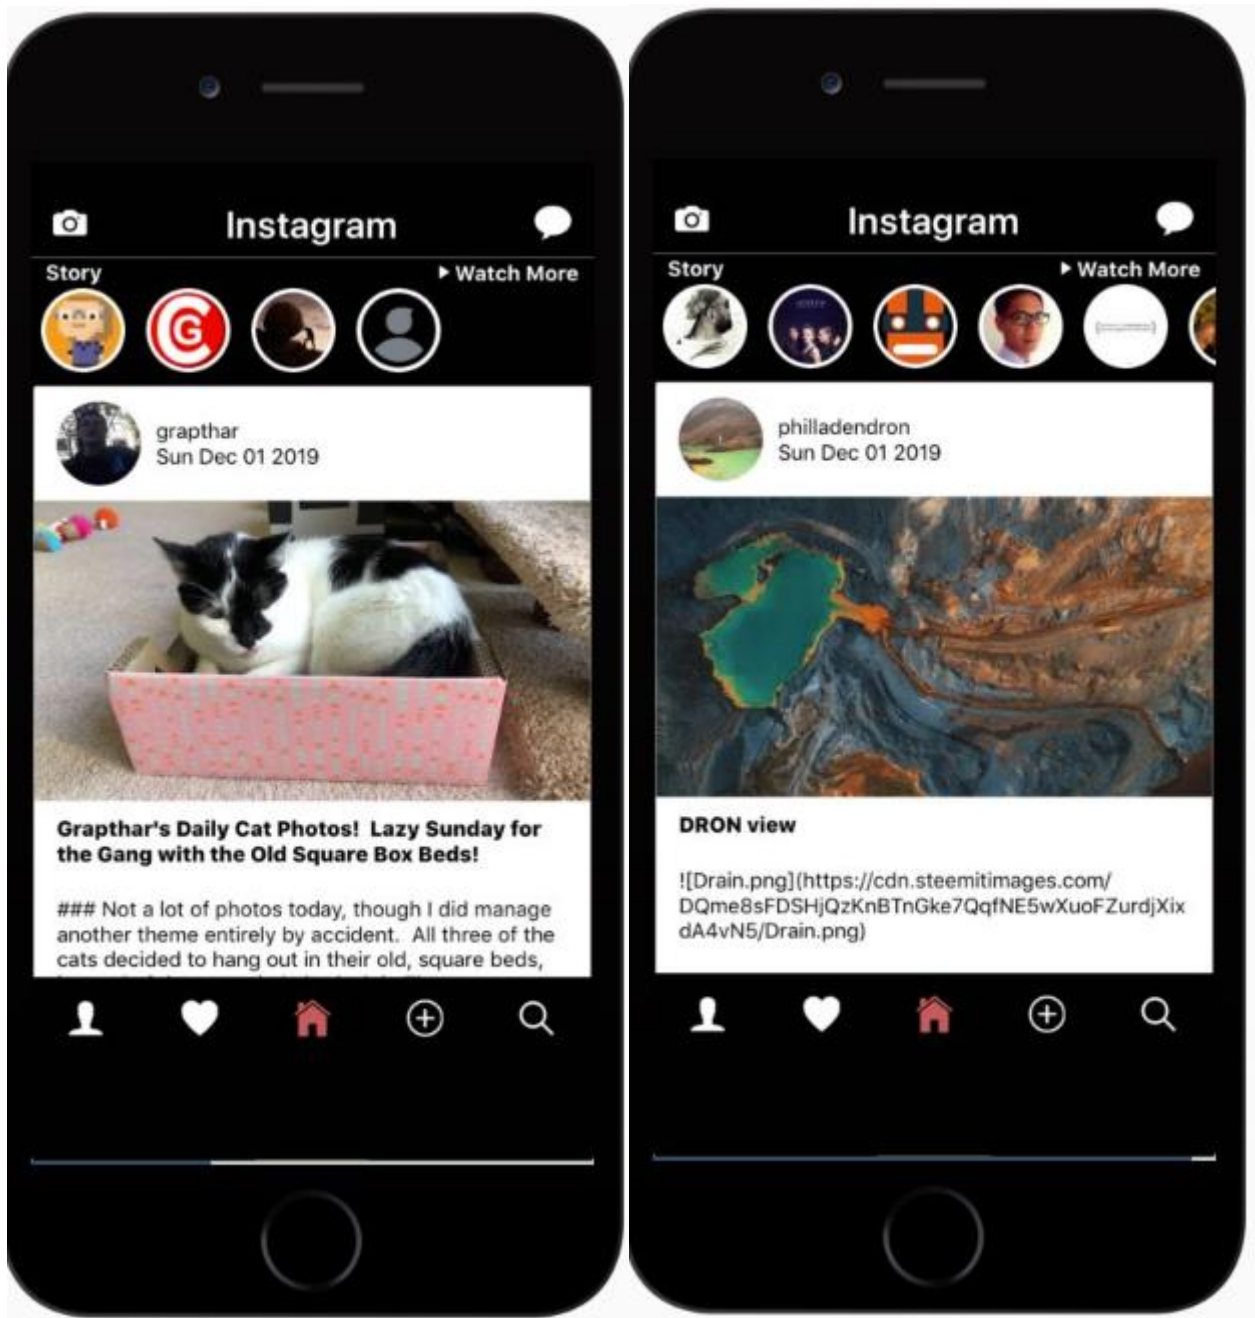 Instagram
Story
Watch More
G
grapthar
Sun Dec 01 2019
Grapthar's Daily Cat Photos!  Lazy Sunday for
the Gang with the Old Square Box Beds!
### Not a lot of photos today, though I did manage
another theme entirely by accident.  All three of the
cats decided to hang out in their old, square beds,
Instagram
Story
Watch More
philladendron
Sun Dec 01 2019
DRON view
![Drain.png](https://cdn.steemitimages.com/
DQme8sFDSHjQzKnBTnGke7QqfNE5wXuoFZurdjXix
dA4vN5/Drain.png)